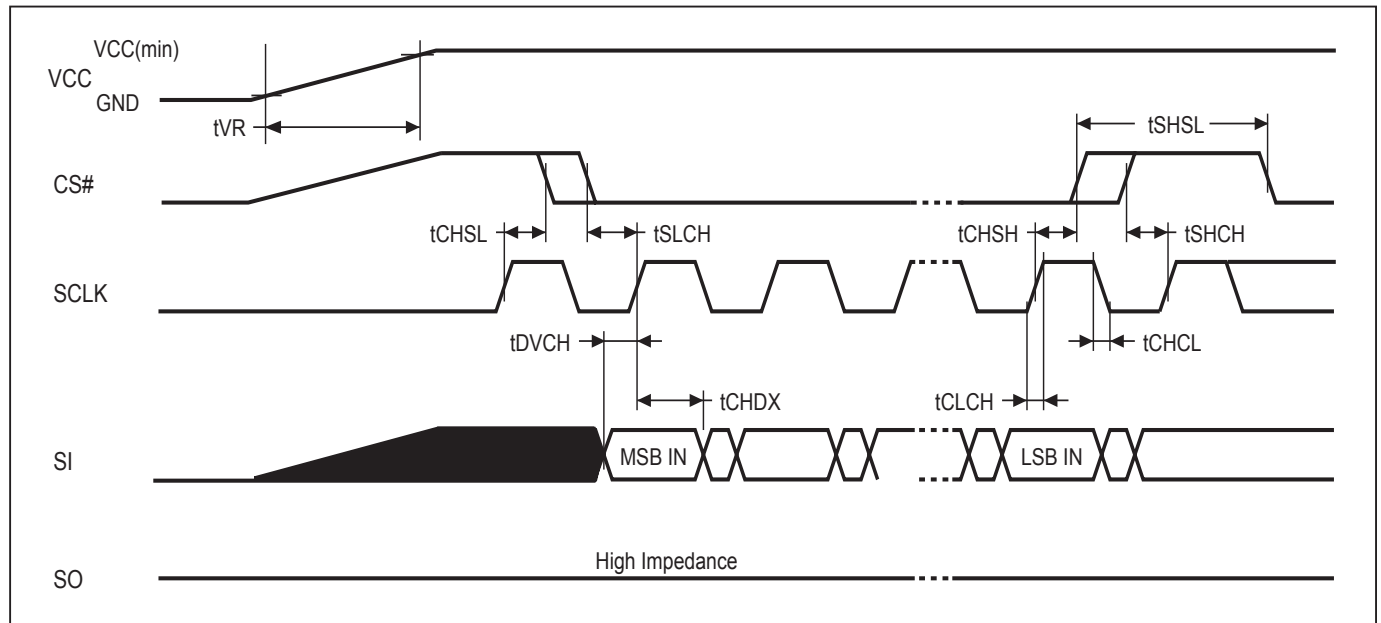 VCC(min)
VCC
GND
tVR
tSHSL
CS#
tCHSL
tSLCH
tCHSH
tSHCH
SCLK
tDVCH
tCHCL
tCHDX
tCLCH
SI
MSB IN
LSB IN
High Impedance
SO